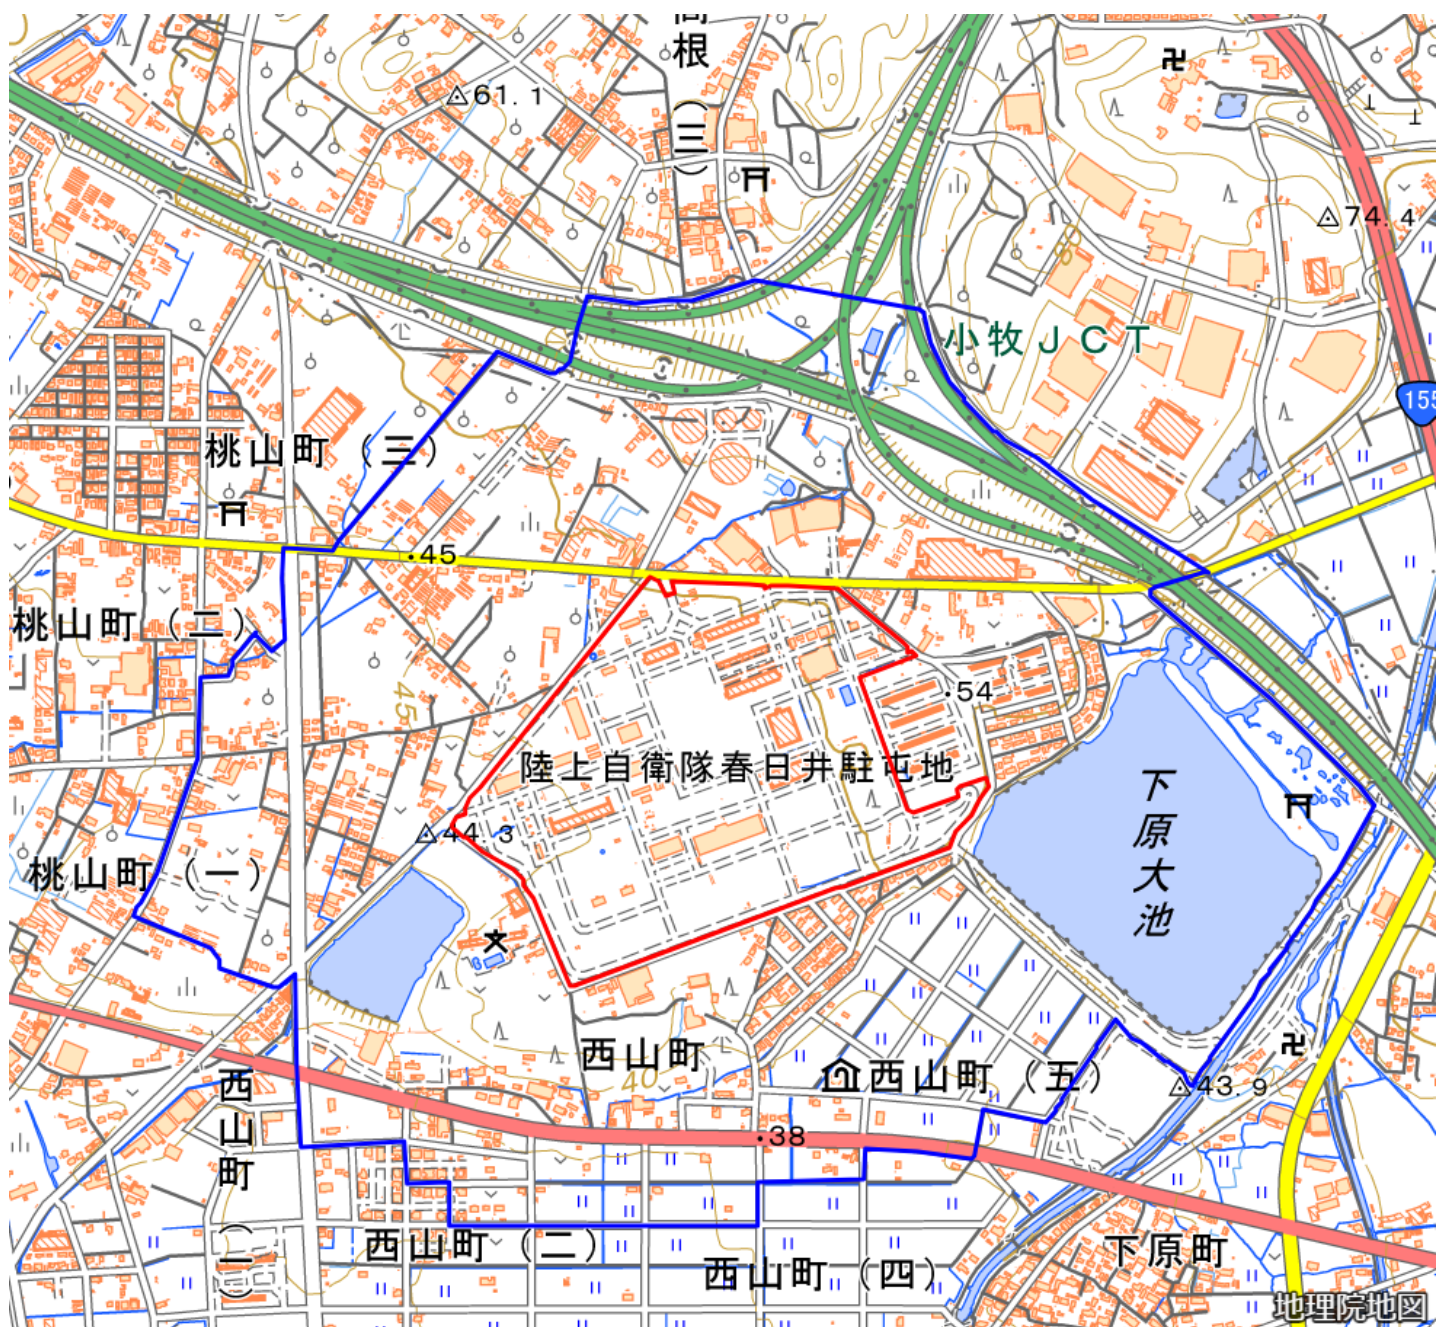 高根(三)
61.1
74.4
小牧JCT
155
桃山町(三)
45
桃山町(二)
45
54
陸上自衛隊春日井駐屯地
44.3
下原大池
桃山町(一)
西山町
40
西山町(五)
43.9
西山町(一)
38
西山町(二)
西山町(四)
下原町
地理院地図